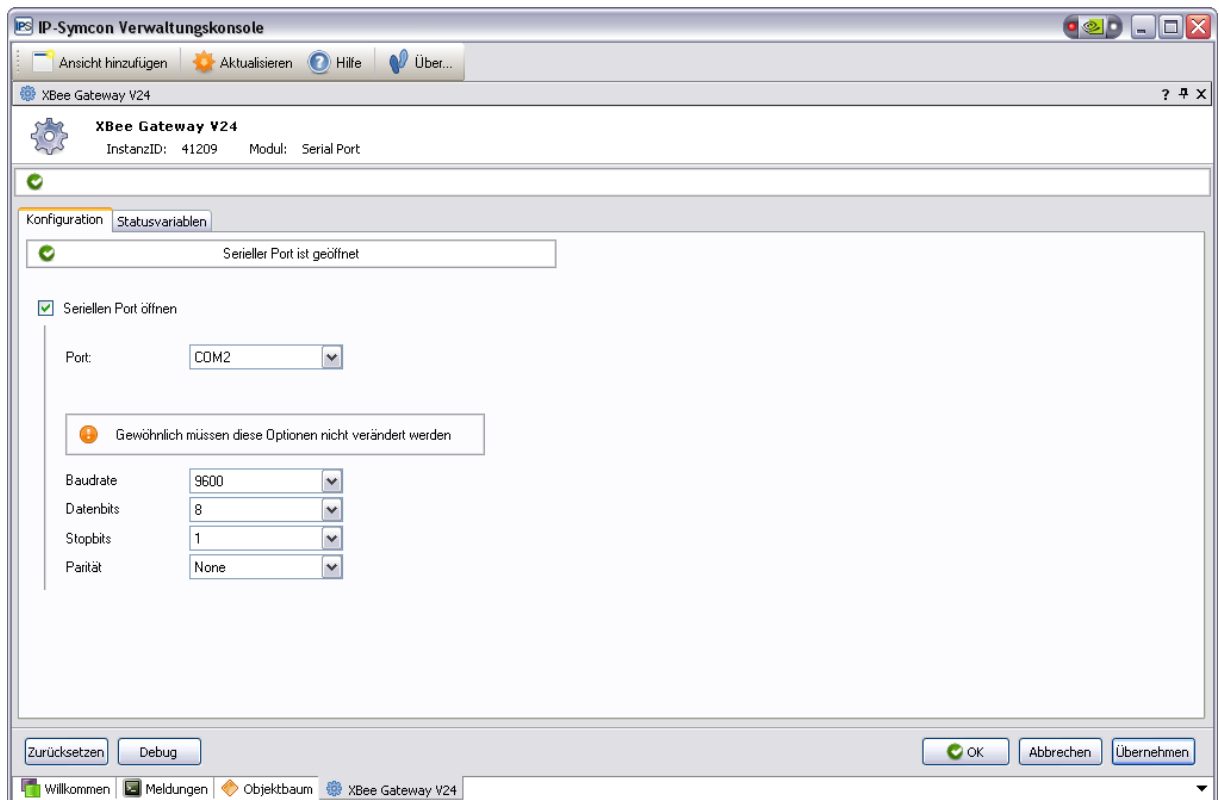 IPS IP-Symcon Verwaltungskonsole
Ansicht hinzufügen Aktualisieren Hilfe Über...
XBee Gateway V24
XBee Gateway V24
InstanzID: 41209 Modul: Serial Port
Konfiguration Statusvariablen
Serieller Port ist geöffnet
Seriellen Port öffnen
Port: COM2
Gewöhnlich müssen diese Optionen nicht verändert werden
Baudrate 9600
Datenbits 8
Stopbits 1
Parität None
Zurücksetzen Debug OK Abbrechen Übernehmen
Willkommen Meldungen Objektbaum XBee Gateway V24